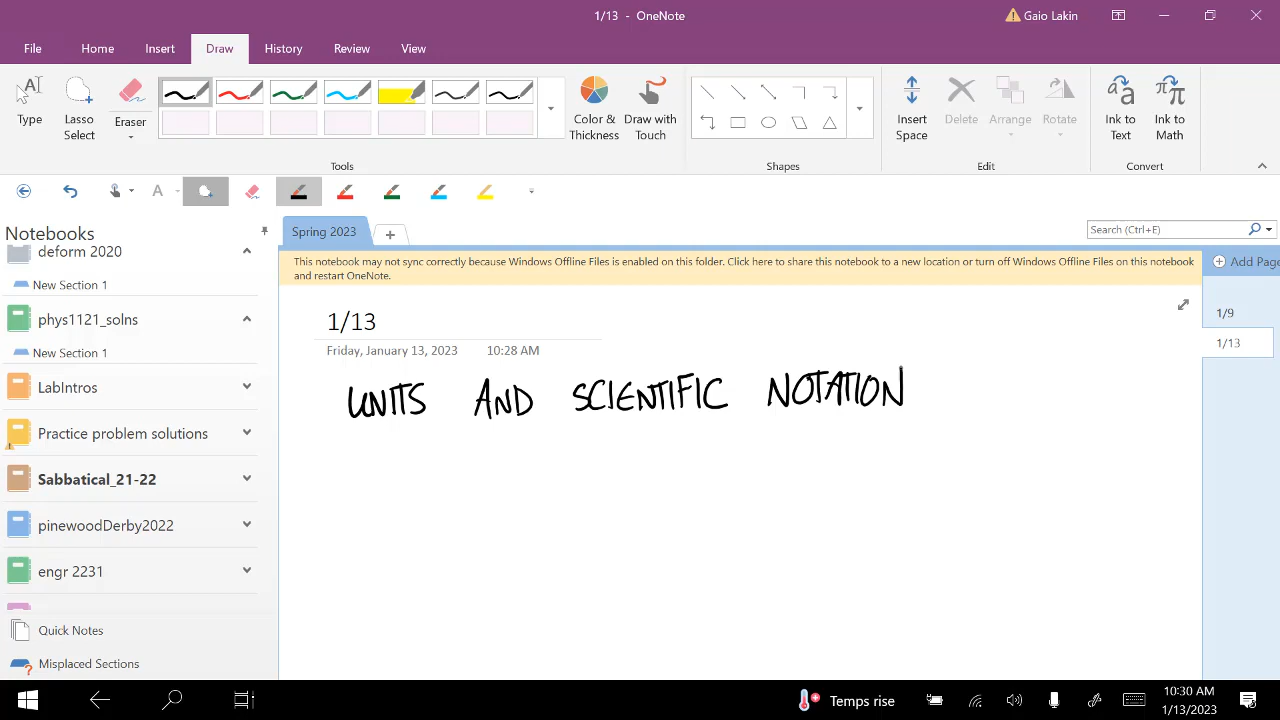 1/13 - OneNote
Gaio Lakin
File Home Insert Draw History Review View
Type
Lasso Select
Eraser
Color & Thickness
Draw with Touch
Insert Space
Delete
Arrange
Rotate
Ink to Text
Ink to Math
Tools
Shapes
Edit
Convert
A
Notebooks
deform 2020
New Section 1
phys1121_solns
New Section 1
LabIntros
Practice problem solutions
Sabbatical_21-22
pinewoodDerby2022
engr 2231
Quick Notes
Misplaced Sections
Spring 2023
Search (Ctrl+E)
This notebook may not sync correctly because Windows Offline Files is enabled on this folder. Click here to share this notebook to a new location or turn off Windows Offline Files on this notebook
and restart OneNote.
Add Page
1/9
1/13
1/13
Friday, January 13, 2023 10:28 AM
UNITS AND SCIENTIFIC NOTATION
Temps rise
10:30 AM
1/13/2023